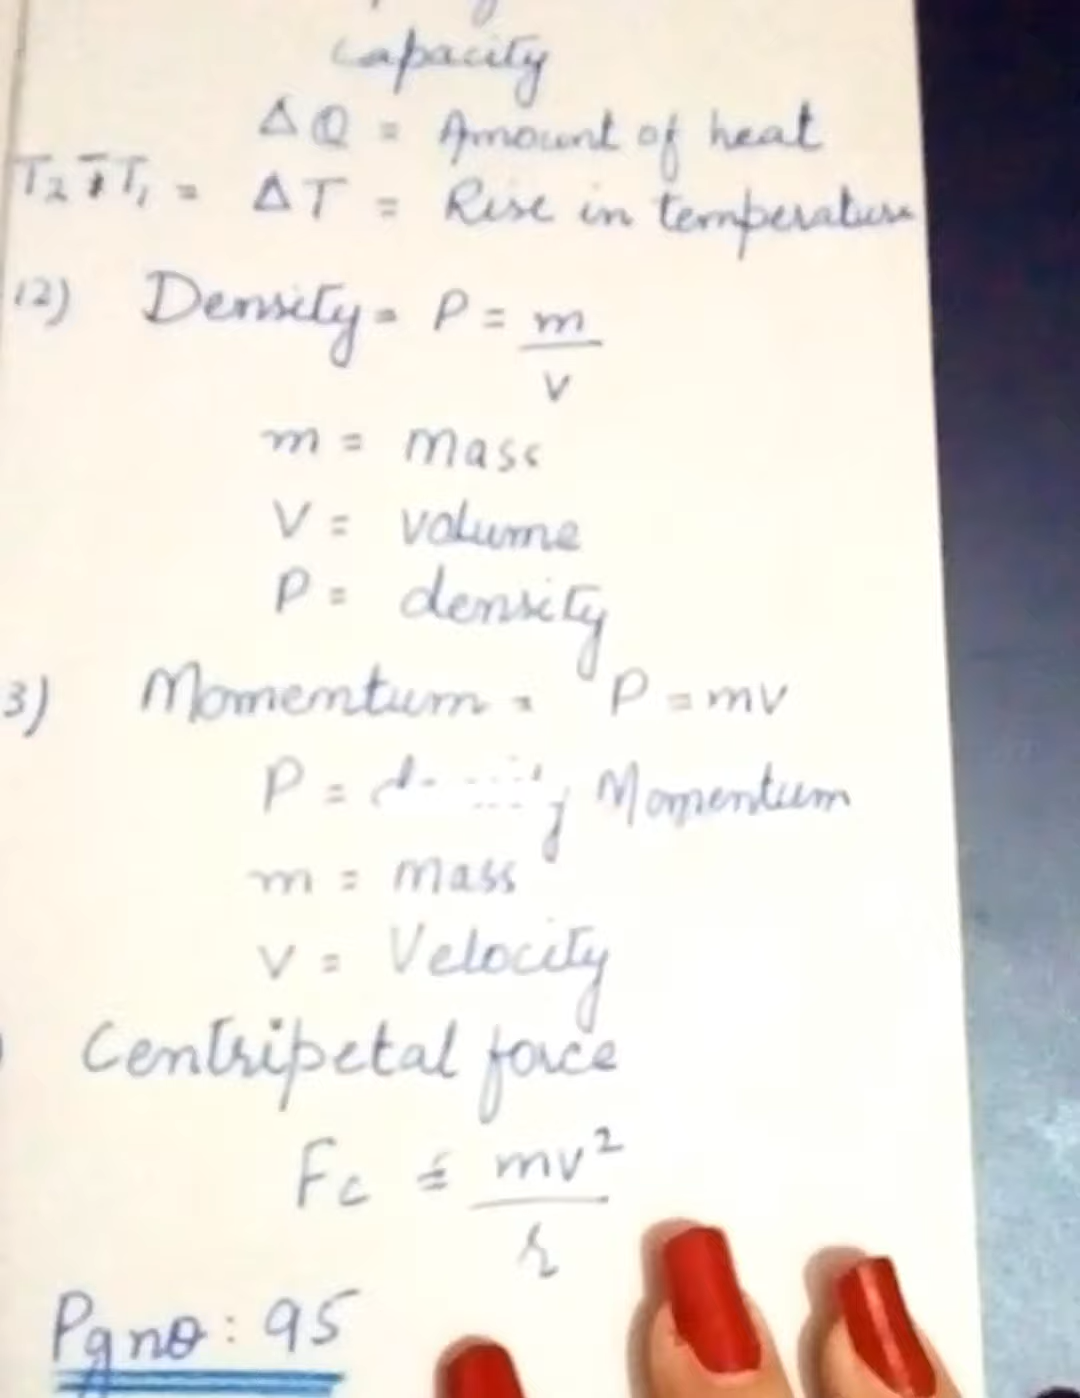 capacity
ΔQ = Amount of heat
T₂ - T₁ = ΔT = Rise in temperature
12) Density = P = m/v
m = Mass
V = volume
P = density
3) Momentum = P = mv
P = Momentum
m = Mass
v = Velocity
Centripetal force
Fc = mv²/r
Pg no : 95